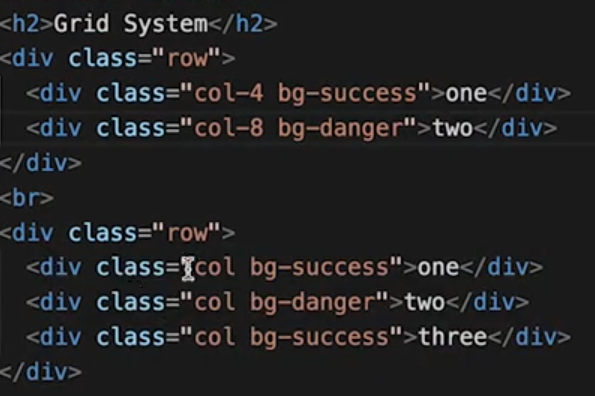 <h2>Grid System</h2>
<div class="row">
<div class="col-4 bg-success">one</div>
<div class="col-8 bg-danger">two</div>
</div>
<br>
<div class="row">
<div class="col bg-success">one</div>
<div class="col bg-danger">two</div>
<div class="col bg-success">three</div>
</div>